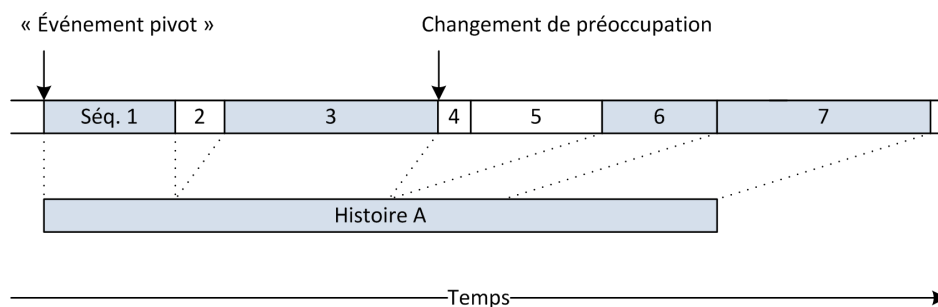 « Événement pivot »
Changement de préoccupation
Séq. 1 2 3 4 5 6 7
Histoire A
Temps